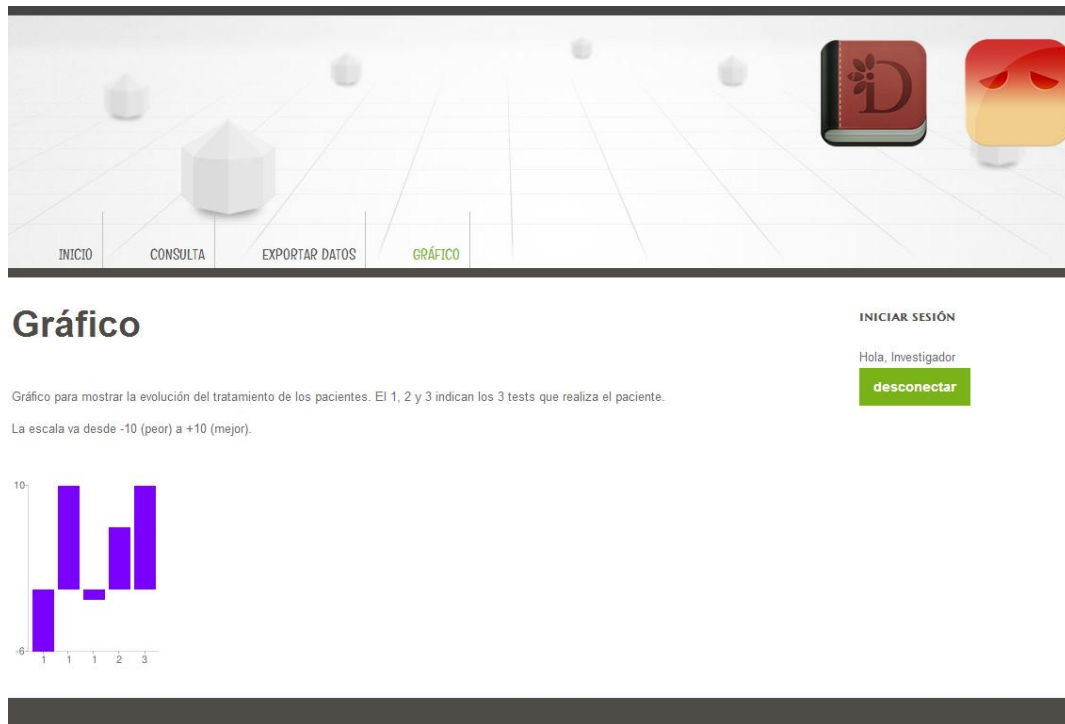 D
INICIO
CONSULTA
EXPORTAR DATOS
GRÁFICO
Gráfico
INICIAR SESIÓN
Hola, Investigador
desconectar
Gráfico para mostrar la evolución del tratamiento de los pacientes. El 1, 2 y 3 indican los 3 tests que realiza el paciente.
La escala va desde -10 (peor) a +10 (mejor).
10
-6
1 1 1 2 3